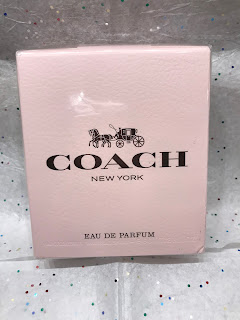 COACH
NEW YORK
EAU DE PARFUM